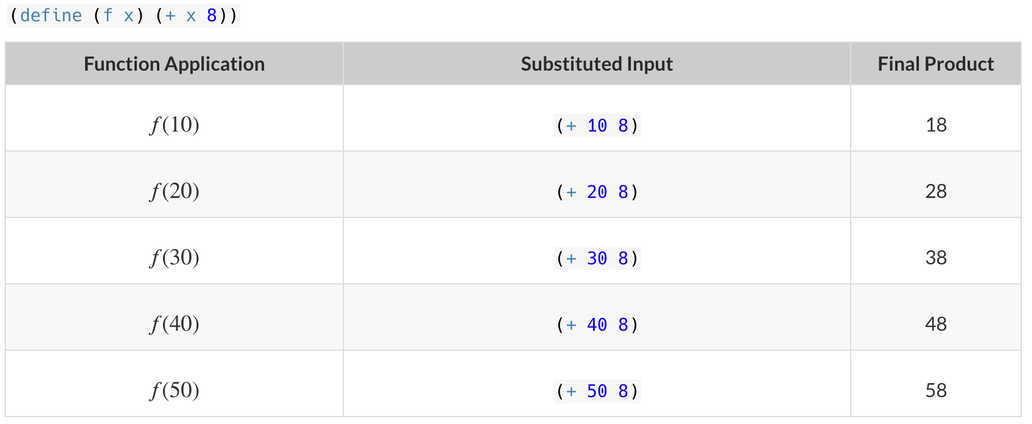 (define (f x) (+ x 8))
Function Application Substituted Input Final Product
f(10) (+ 10 8) 18
f(20) (+ 20 8) 28
f(30) (+ 30 8) 38
f(40) (+ 40 8) 48
f(50) (+ 50 8) 58